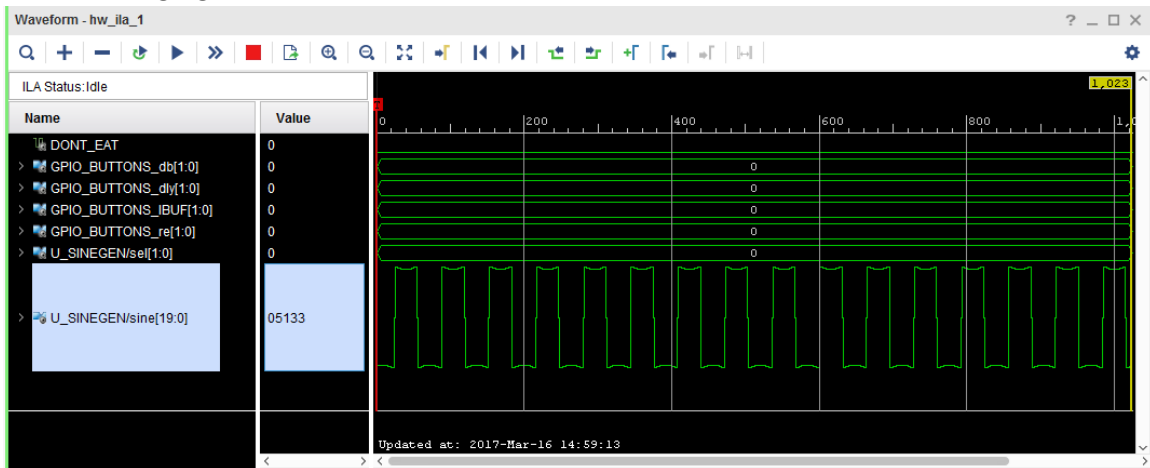 Waveform - hw_ila_1
ILA Status:Idle
1,023
Name Value
T
0 200 400 600 800 1,0
DONT_EAT 0
GPIO_BUTTONS_db[1:0] 0 0
GPIO_BUTTONS_dly[1:0] 0 0
GPIO_BUTTONS_IBUF[1:0] 0 0
GPIO_BUTTONS_re[1:0] 0 0
U_SINEGEN/sel[1:0] 0 0
U_SINEGEN/sine[19:0] 05133
Updated at: 2017-Mar-16 14:59:13